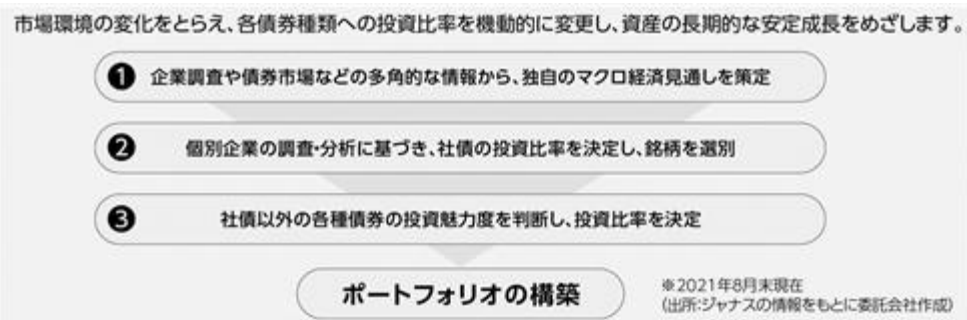 市場環境の変化をとらえ、各債券種類への投資比率を機動的に変更し、資産の長期的な安定成長をめざします。
❶ 企業調査や債券市場などの多角的な情報から、独自のマクロ経済見通しを策定
❷ 個別企業の調査・分析に基づき、社債の投資比率を決定し、銘柄を選別
❸ 社債以外の各種債券の投資魅力度を判断し、投資比率を決定
ポートフォリオの構築
※2021年8月末現在
(出所:ジャナスの情報をもとに委託会社作成)